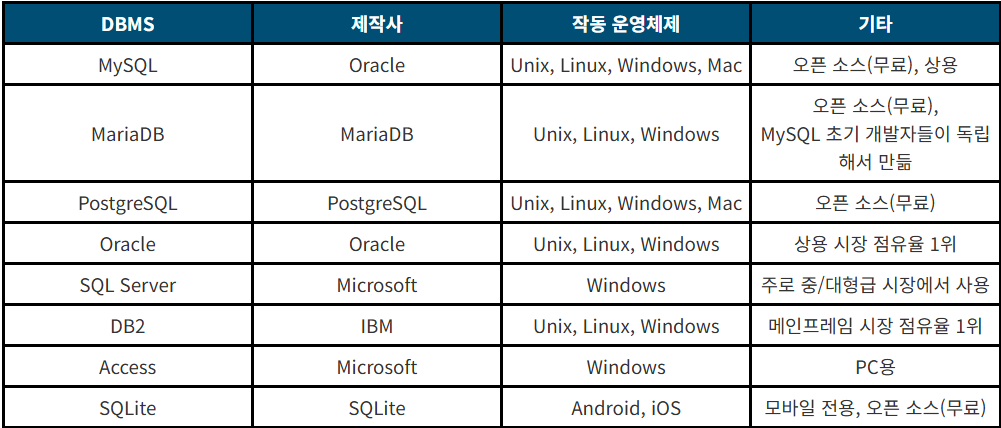 DBMS 제작사 작동 운영체제 기타
MySQL Oracle Unix, Linux, Windows, Mac 오픈 소스(무료), 상용
MariaDB MariaDB Unix, Linux, Windows 오픈 소스(무료),
MySQL 초기 개발자들이 독립
해서 만듦
PostgreSQL PostgreSQL Unix, Linux, Windows, Mac 오픈 소스(무료)
Oracle Oracle Unix, Linux, Windows 상용 시장 점유율 1위
SQL Server Microsoft Windows 주로 중/대형급 시장에서 사용
DB2 IBM Unix, Linux, Windows 메인프레임 시장 점유율 1위
Access Microsoft Windows PC용
SQLite SQLite Android, iOS 모바일 전용, 오픈 소스(무료)